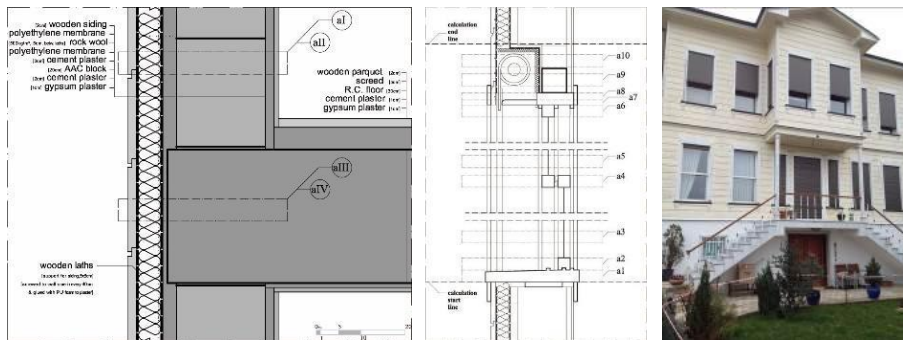 wooden siding
polyethylene membrane
rock wool
polyethylene membrane
cement plaster
AAC block
cement plaster
gypsum plaster
aI
aII
wooden parquet
screed
R.C. floor
cement plaster
gypsum plaster
aIII
aIV
wooden laths
calculation
end
line
a10
a9
a8
a7
a6
a5
a4
a3
a2
a1
calculation
start
line